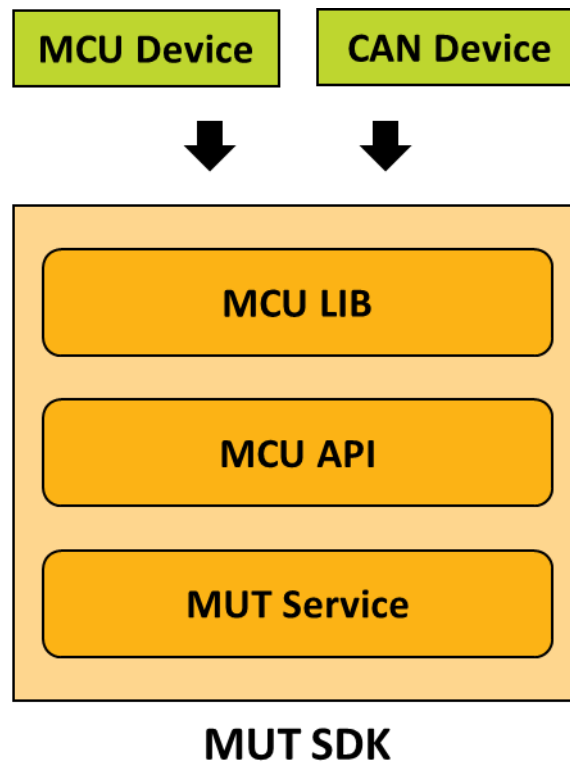 MCU Device
CAN Device
MCU LIB
MCU API
MUT Service
MUT SDK